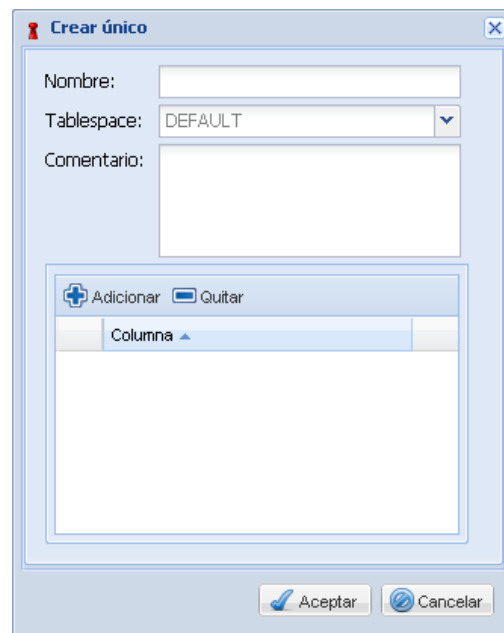 Crear único
Nombre:
Tablespace: DEFAULT
Comentario:
Adicionar Quitar
Columna
Aceptar Cancelar